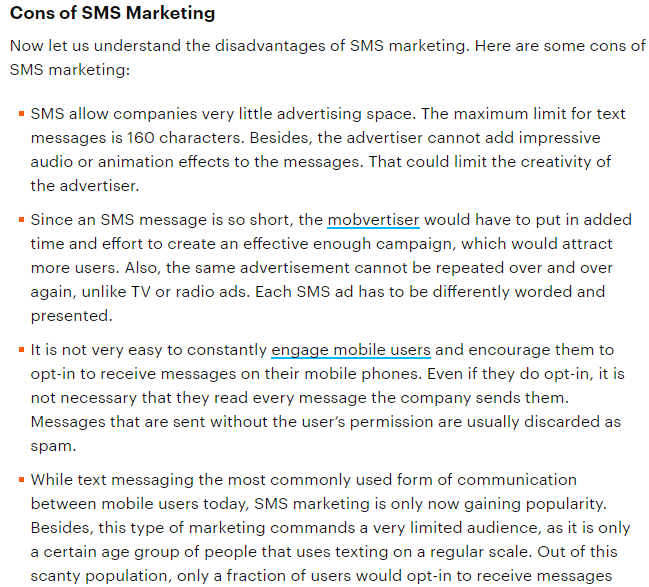 Cons of SMS Marketing
Now let us understand the disadvantages of SMS marketing. Here are some cons of
SMS marketing:
SMS allow companies very little advertising space. The maximum limit for text
messages is 160 characters. Besides, the advertiser cannot add impressive
audio or animation effects to the messages. That could limit the creativity of
the advertiser.
Since an SMS message is so short, the mobvertiser would have to put in added
time and effort to create an effective enough campaign, which would attract
more users. Also, the same advertisement cannot be repeated over and over
again, unlike TV or radio ads. Each SMS ad has to be differently worded and
presented.
It is not very easy to constantly engage mobile users and encourage them to
opt-in to receive messages on their mobile phones. Even if they do opt-in, it is
not necessary that they read every message the company sends them.
Messages that are sent without the user’s permission are usually discarded as
spam.
While text messaging the most commonly used form of communication
between mobile users today, SMS marketing is only now gaining popularity.
Besides, this type of marketing commands a very limited audience, as it is only
a certain age group of people that uses texting on a regular scale. Out of this
scanty population, only a fraction of users would opt-in to receive messages